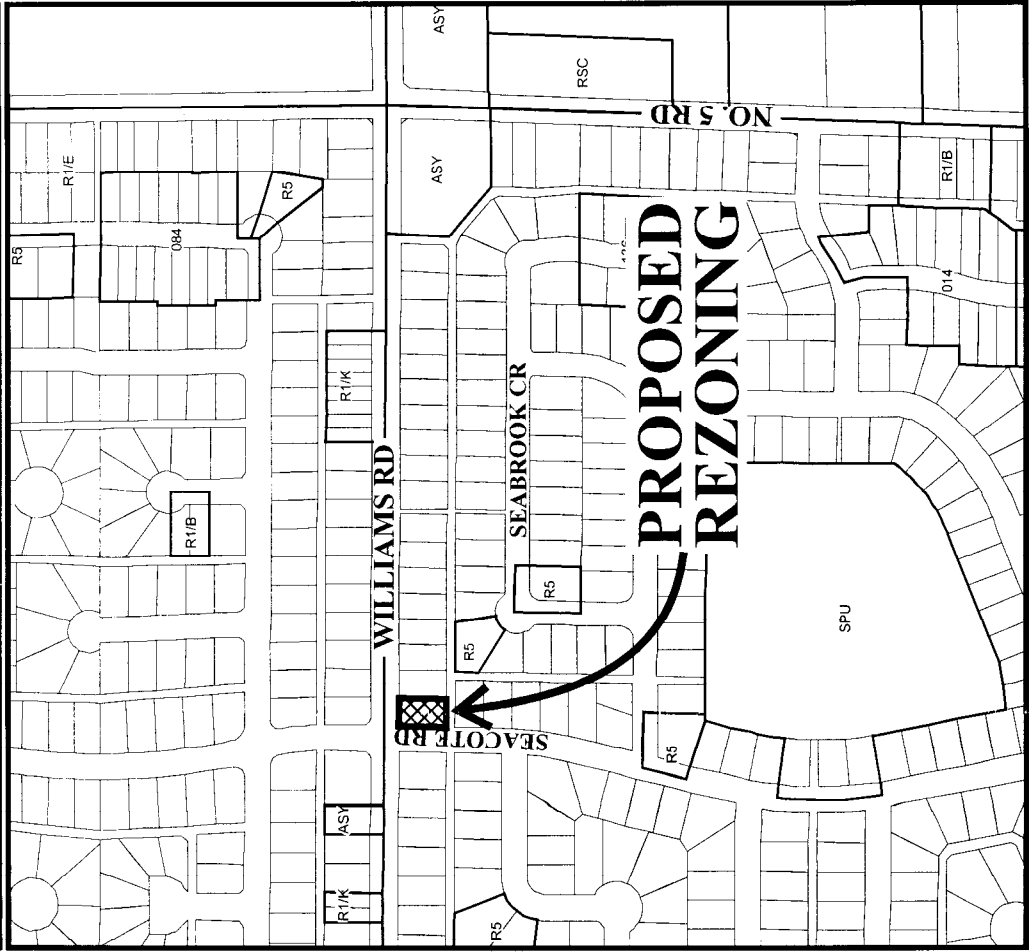 ASY
RSC
NO. 5 RD
R1/E
R5
084
R5
ASY
R1/B
014
R1/K
SEABROOK CR
PROPOSED
REZONING
WILLIAMS RD
R1/B
R5
R5
SPU
SEACOTE RD
R5
ASY
R1/K
R5